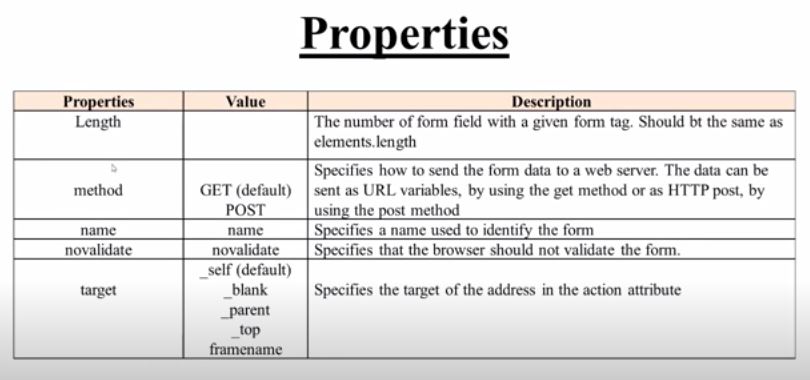 Properties
Properties Value Description
Length The number of form field with a given form tag. Should bt the same as
elements.length
Specifies how to send the form data to a web server. The data can be
method GET (default) sent as URL variables, by using the get method or as HTTP post, by
POST using the post method
name name Specifies a name used to identify the form
novalidate novalidate Specifies that the browser should not validate the form.
_self (default)
target _blank Specifies the target of the address in the action attribute
_parent
_top
framename